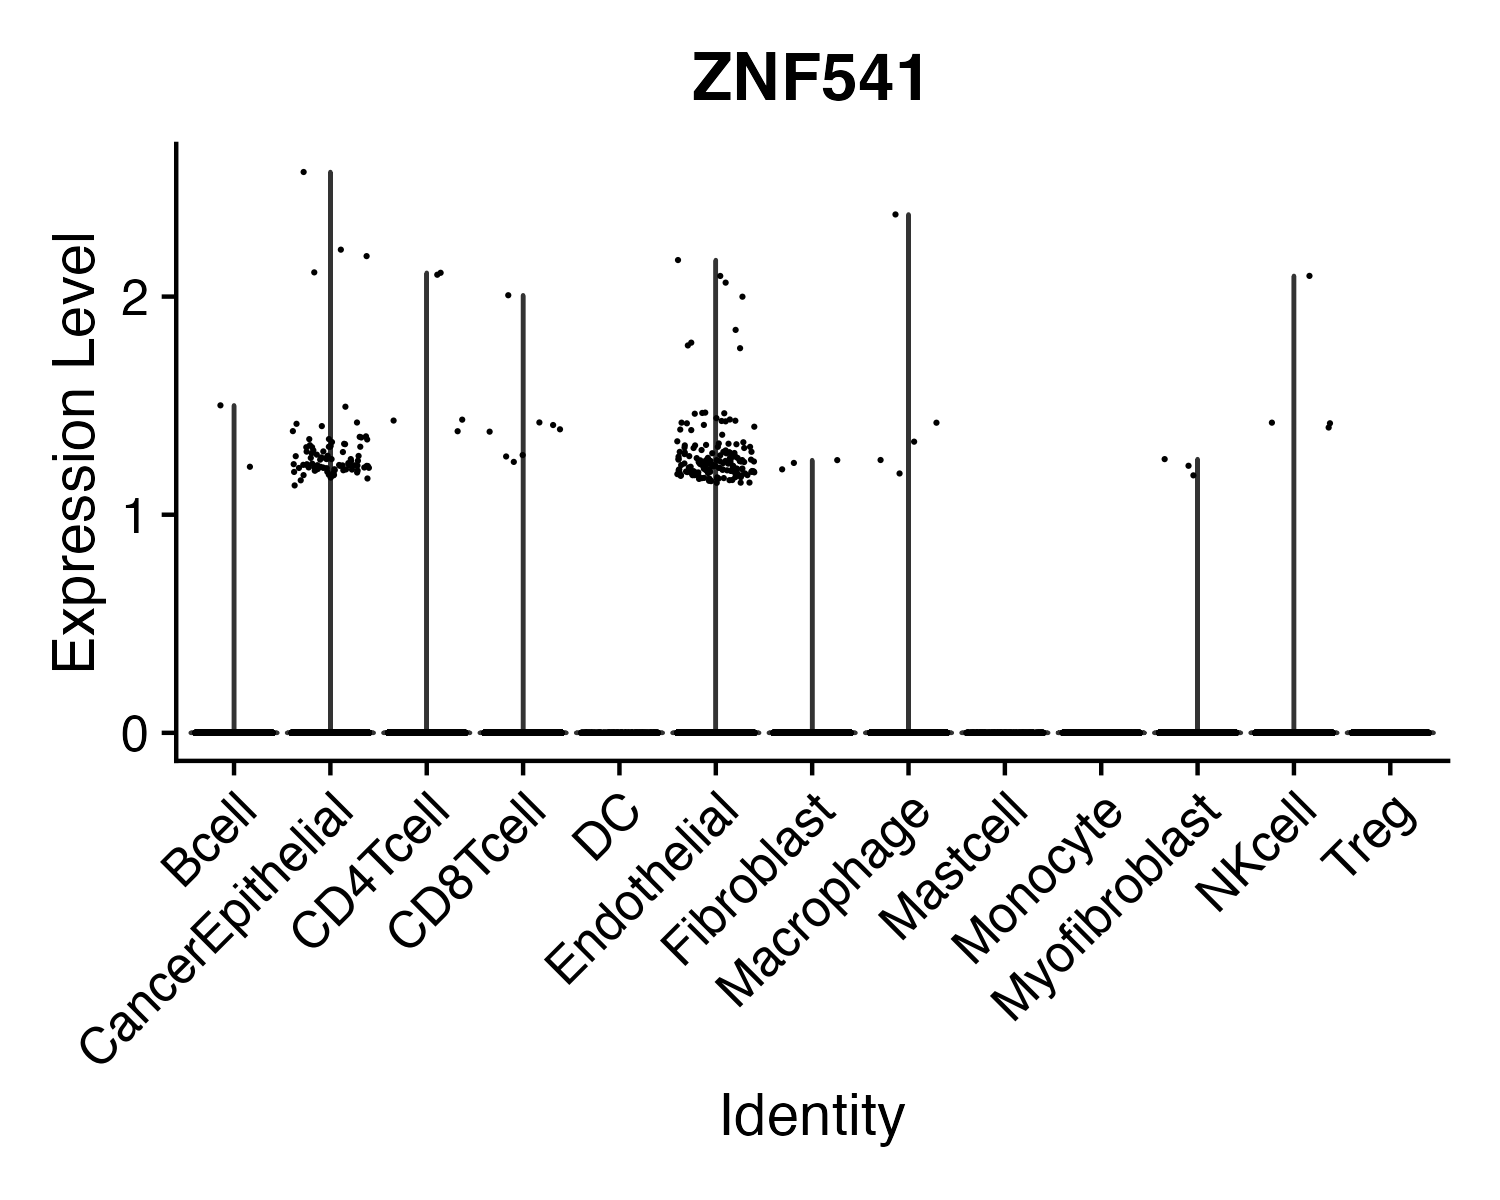 ZNF541
Expression Level
2
1
0
Bcell
CancerEpithelial
CD4Tcell
CD8Tcell
DC
Endothelial
Fibroblast
Macrophage
Mastcell
Monocyte
Myofibroblast
NKcell
Treg
Identity